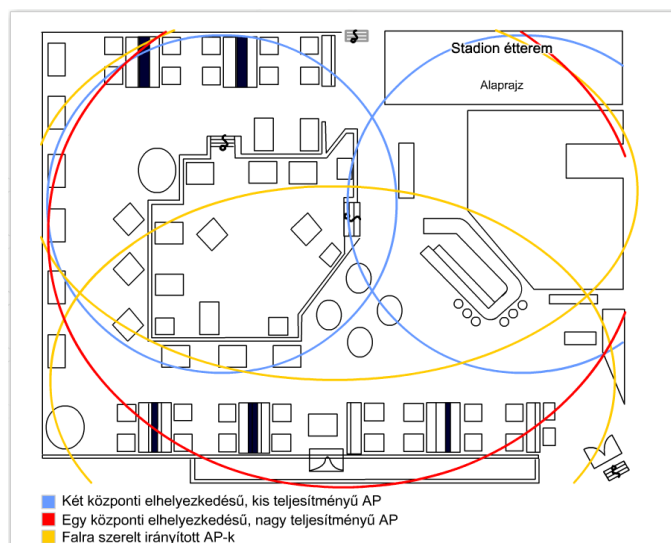 Stadion étterem
Alaprajz
Két központi elhelyezkedésű, kis teljesítményű AP
Egy központi elhelyezkedésű, nagy teljesítményű AP
Falra szerelt irányított AP-k